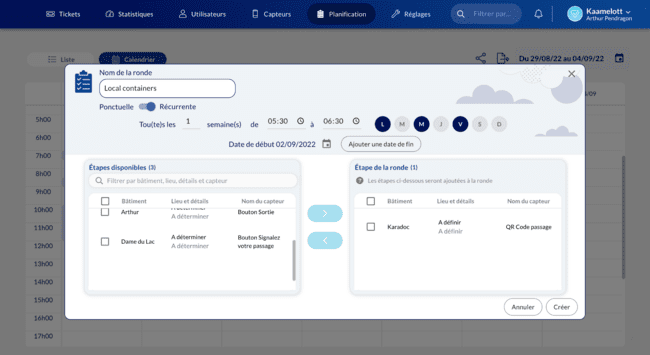 Tickets
Statistiques
Utilisateurs
Capteurs
Planification
Réglages
Filtrer par...
Kaamelott
Arthur Pendragon
Liste
Calendrier
Du 29/08/22 au 04/09/22
Nom de la ronde
Local containers
Ponctuelle
Récurrente
Tou(te)s les 1 semaine(s) de 05:30 à 06:30 L M M J V S D
Date de début 02/09/2022
Ajouter une date de fin
Étapes disponibles (3)
Filtrer par bâtiment, lieu, détails et capteur
Bâtiment
Lieu et détails
Nom du capteur
Arthur
A déterminer
A déterminer
Bouton Sortie
Dame du Lac
A déterminer
A déterminer
Bouton Signalez
votre passage
Étape de la ronde (1)
Les étapes ci-dessous seront ajoutées à la ronde
Bâtiment
Lieu et détails
Nom du capteur
Karadoc
A définir
A définir
QR Code passage
Annuler
Créer
5h00
6h00
7h00
8h00
9h00
10h00
11h00
12h00
13h00
14h00
15h00
16h00
17h00